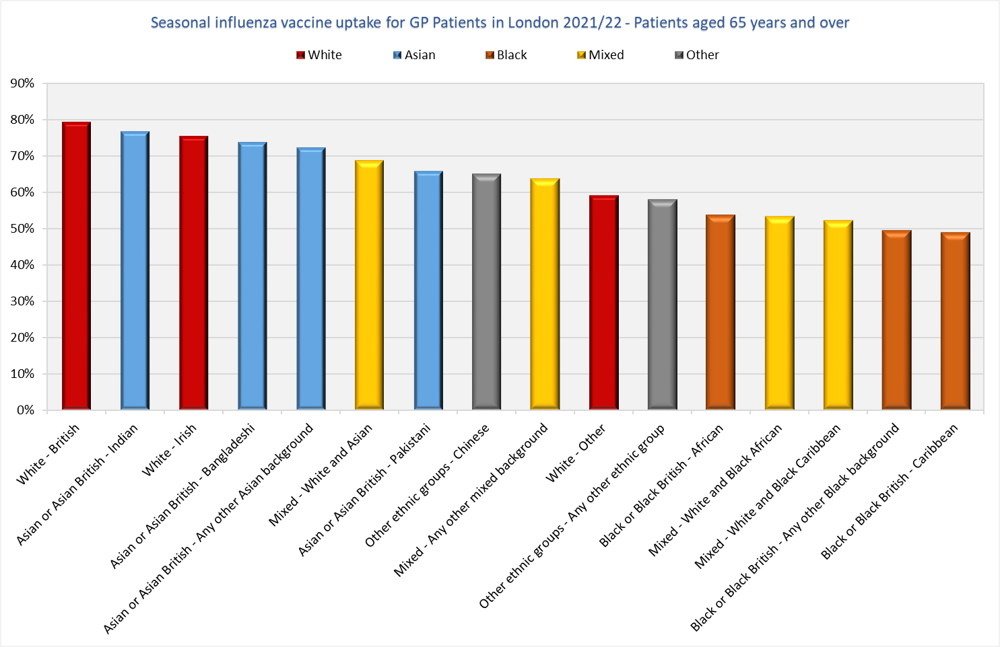 Seasonal influenza vaccine uptake for GP Patients in London 2021/22 - Patients aged 65 years and over
White Asian Black Mixed Other
90%
80%
70%
60%
50%
40%
30%
20%
10%
0%
White - British
Asian or Asian British - Indian
White - Irish
Asian or Asian British - Bangladeshi
Asian or Asian British - Any other Asian background
Mixed - White and Asian
Asian or Asian British - Pakistani
Other ethnic groups - Chinese
Mixed - Any other mixed background
White - Other
Other ethnic groups - Any other ethnic group
Black or Black British - African
Mixed - White and Black African
Mixed - White and Black Caribbean
Black or Black British - Any other Black background
Black or Black British - Caribbean